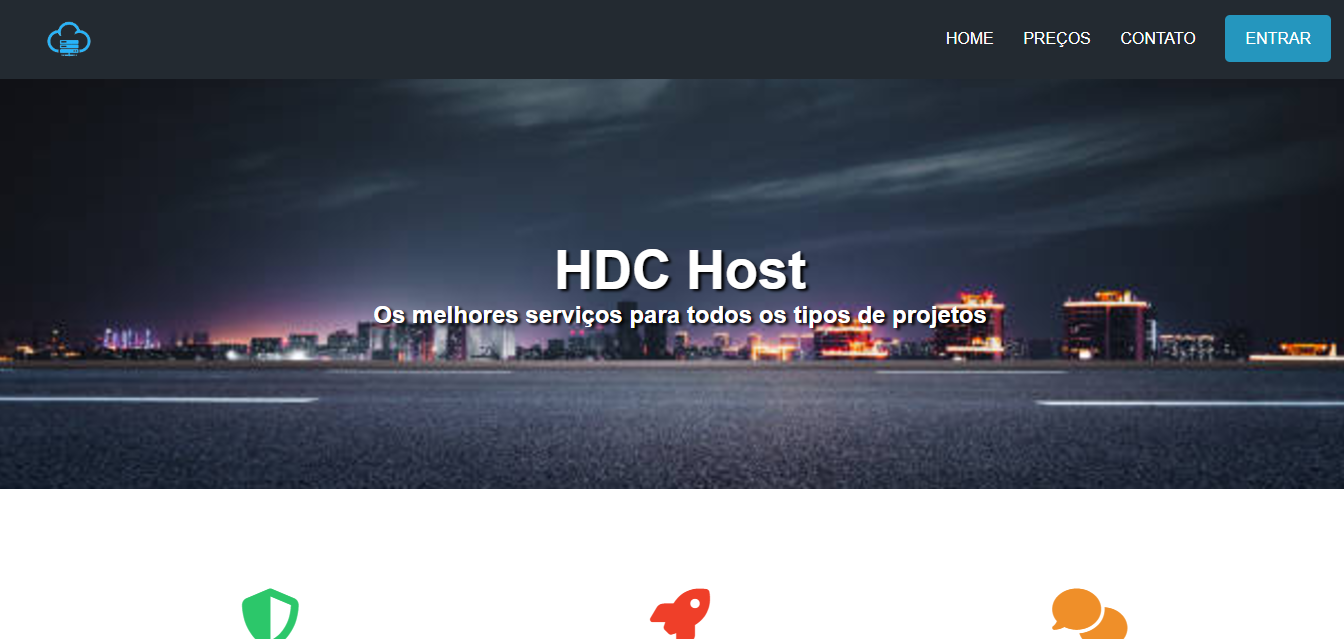 HOME PREÇOS CONTATO ENTRAR
HDC Host
Os melhores serviços para todos os tipos de projetos